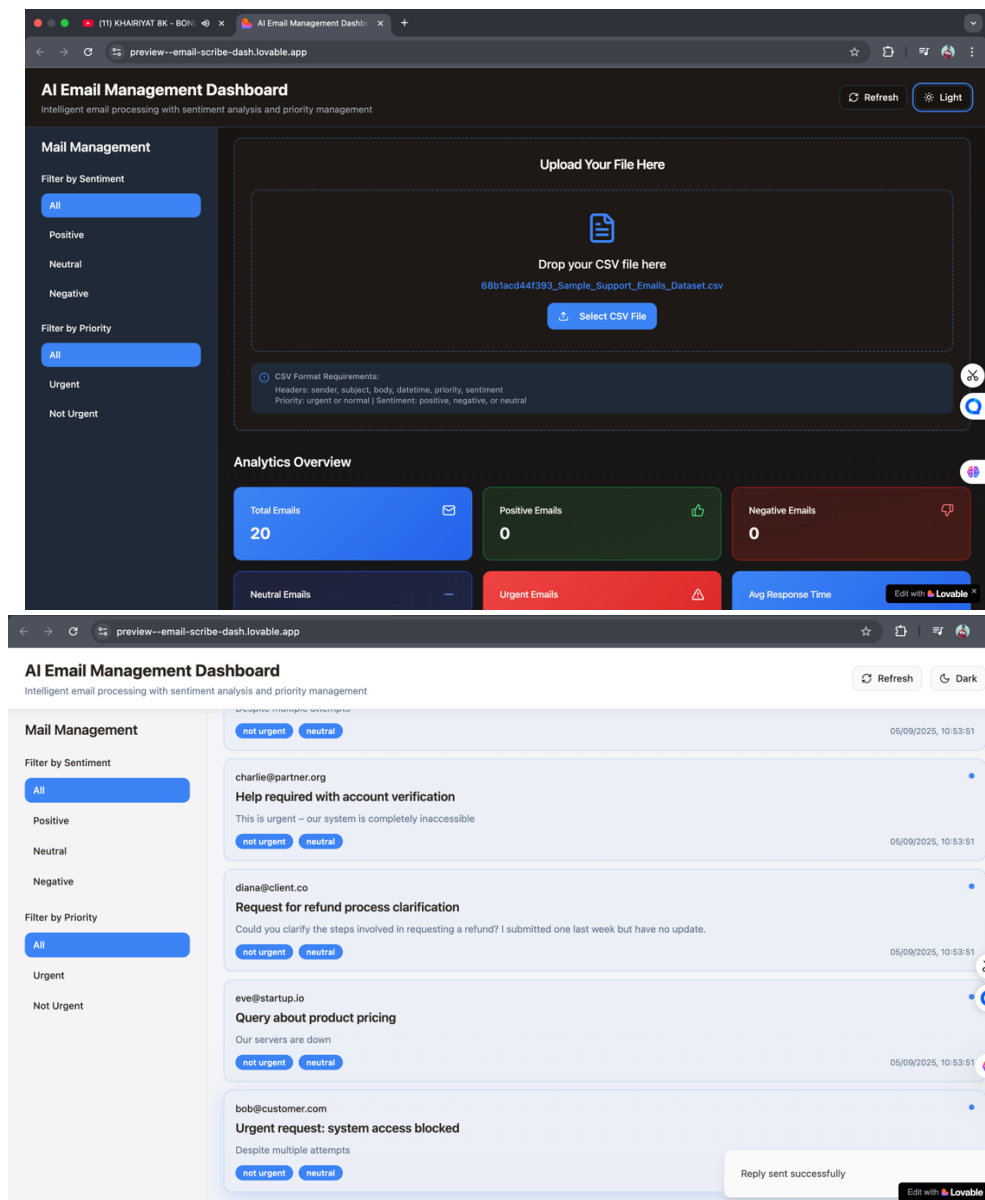 (11) KHAIRIYAT 8K - BONI
AI Email Management Dashbo
preview--email-scribe-dash.lovable.app
AI Email Management Dashboard
Intelligent email processing with sentiment analysis and priority management
Refresh
Light
Mail Management
Filter by Sentiment
All
Positive
Neutral
Negative
Filter by Priority
All
Urgent
Not Urgent
Upload Your File Here
Drop your CSV file here
68b1acd44f393_Sample_Support_Emails_Dataset.csv
Select CSV File
CSV Format Requirements:
Headers: sender, subject, body, datetime, priority, sentiment
Priority: urgent or normal | Sentiment: positive, negative, or neutral
Analytics Overview
Total Emails
20
Positive Emails
0
Negative Emails
0
Neutral Emails
Urgent Emails
Avg Response Time
Edit with Lovable
preview--email-scribe-dash.lovable.app
AI Email Management Dashboard
Intelligent email processing with sentiment analysis and priority management
Refresh
Dark
Mail Management
Filter by Sentiment
All
Positive
Neutral
Negative
Filter by Priority
All
Urgent
Not Urgent
Despite multiple attempts
not urgent neutral
05/09/2025, 10:53:51
charlie@partner.org
Help required with account verification
This is urgent – our system is completely inaccessible
not urgent neutral
05/09/2025, 10:53:51
diana@client.co
Request for refund process clarification
Could you clarify the steps involved in requesting a refund? I submitted one last week but have no update.
not urgent neutral
05/09/2025, 10:53:51
eve@startup.io
Query about product pricing
Our servers are down
not urgent neutral
05/09/2025, 10:53:51
bob@customer.com
Urgent request: system access blocked
Despite multiple attempts
not urgent neutral
Reply sent successfully
Edit with Lovable